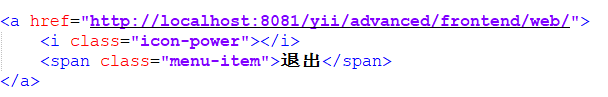 <a href="http://localhost:8081/yii/advanced/frontend/web/">
<i class="icon-power"></i>
<span class="menu-item">退出</span>
</a>